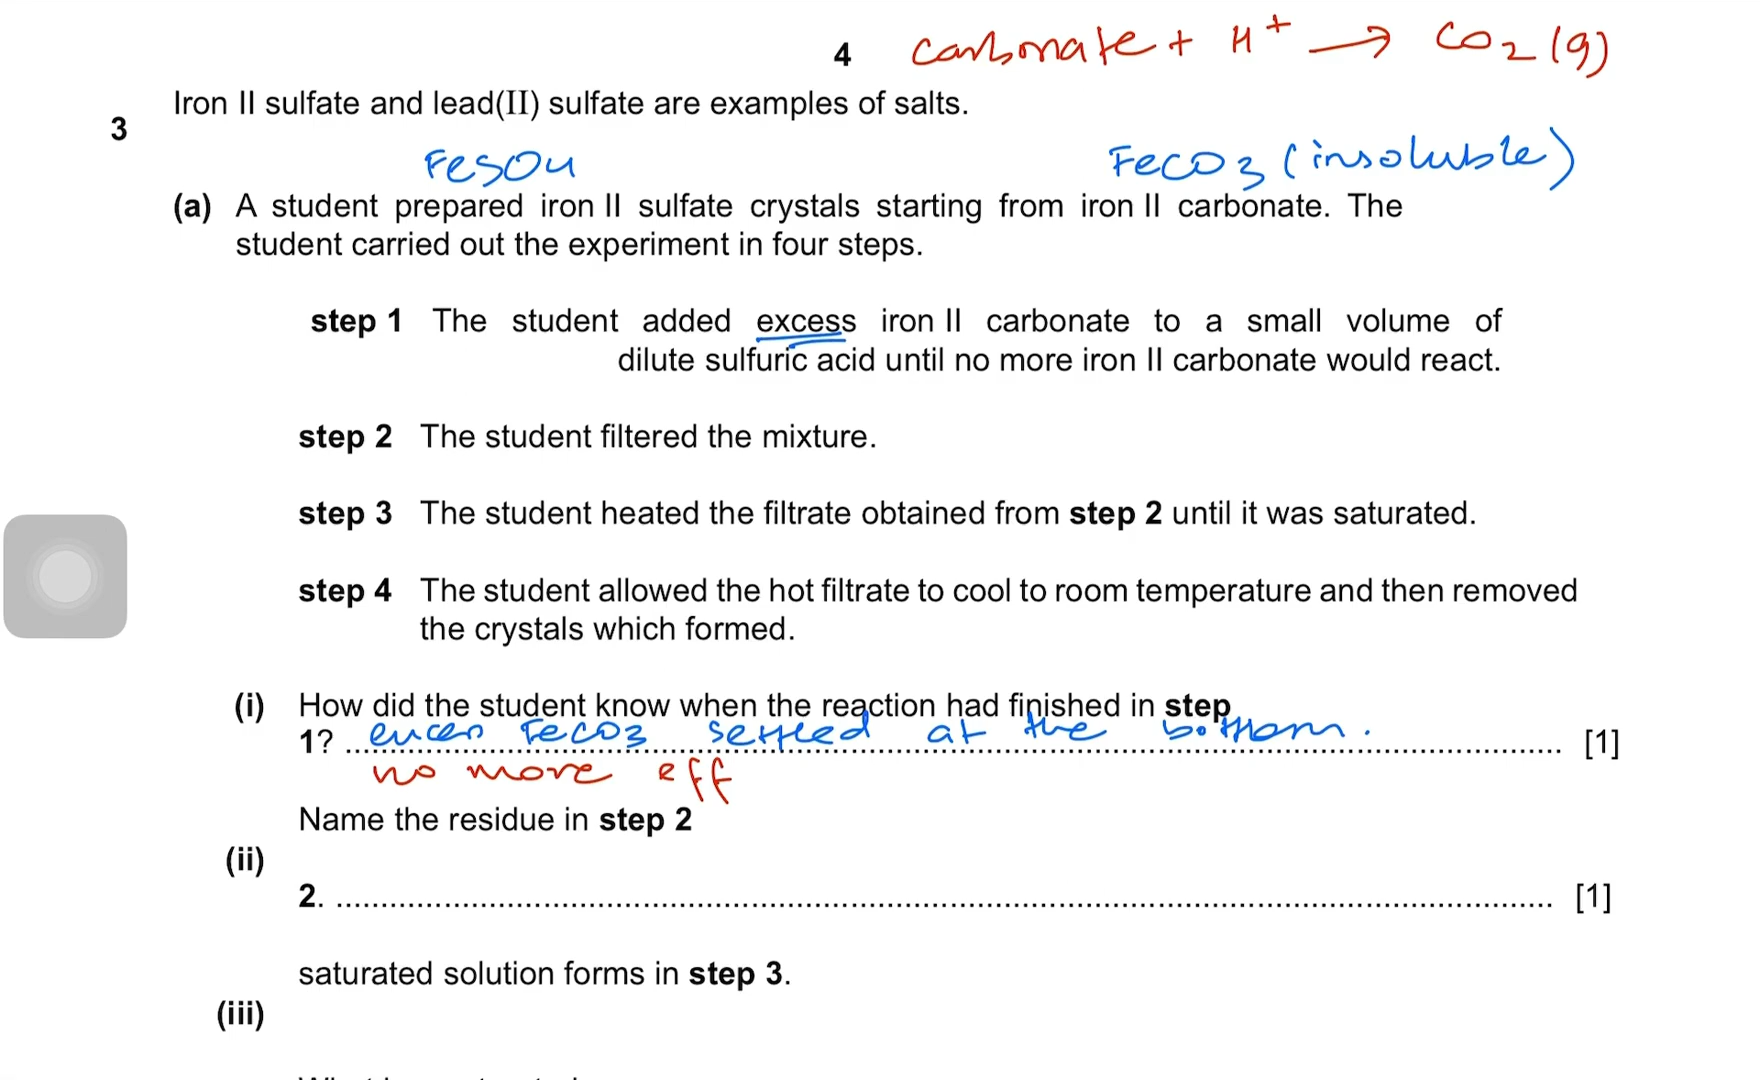 4 carbonate + H⁺ → CO₂ (g)
Iron II sulfate and lead(II) sulfate are examples of salts.
3
FeSO4 FeCO3 (insoluble)
(a) A student prepared iron II sulfate crystals starting from iron II carbonate. The
student carried out the experiment in four steps.
step 1 The student added excess iron II carbonate to a small volume of
dilute sulfuric acid until no more iron II carbonate would react.
step 2 The student filtered the mixture.
step 3 The student heated the filtrate obtained from step 2 until it was saturated.
step 4 The student allowed the hot filtrate to cool to room temperature and then removed
the crystals which formed.
(i) How did the student know when the reaction had finished in step
1? FeCO3 settled at the bottom. [1]
no more eff
Name the residue in step 2
(ii)
2. [1]
saturated solution forms in step 3.
(iii)